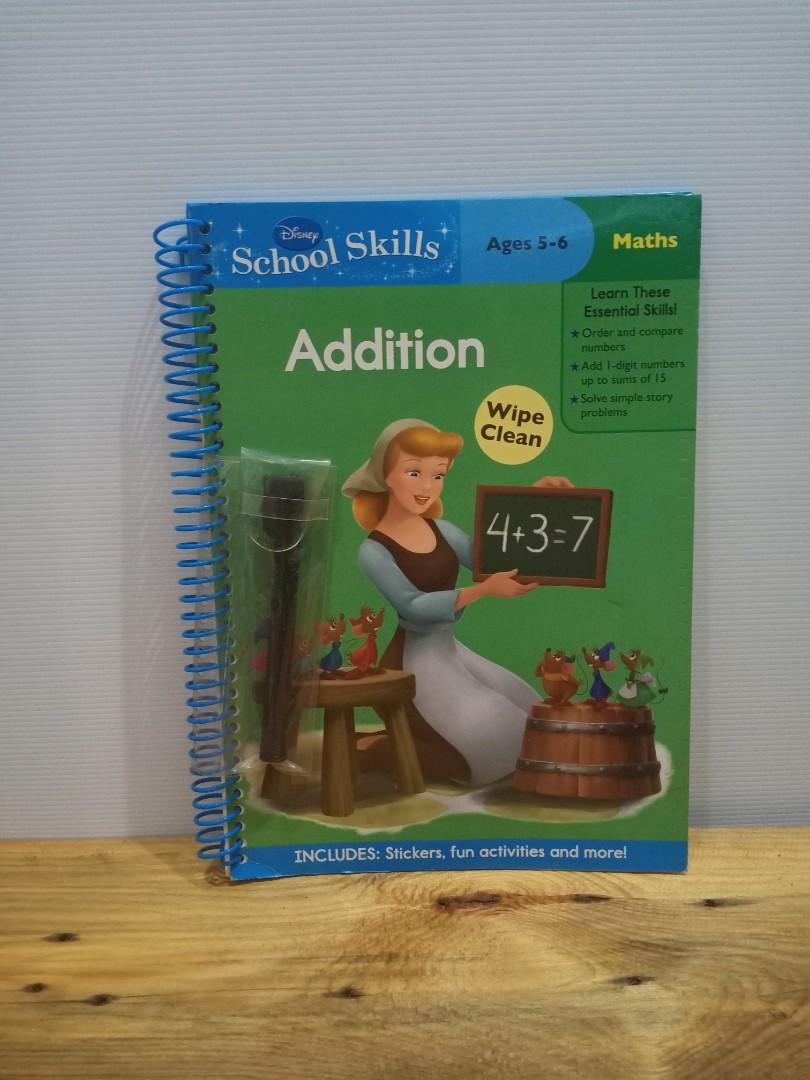 Disney
School Skills
Ages 5-6
Maths
Learn These
Essential Skills!
★ Order and compare
numbers
★ Add 1-digit numbers
up to sums of 15
★ Solve simple story
problems
Addition
Wipe
Clean
4+3=7
INCLUDES: Stickers, fun activities and more!